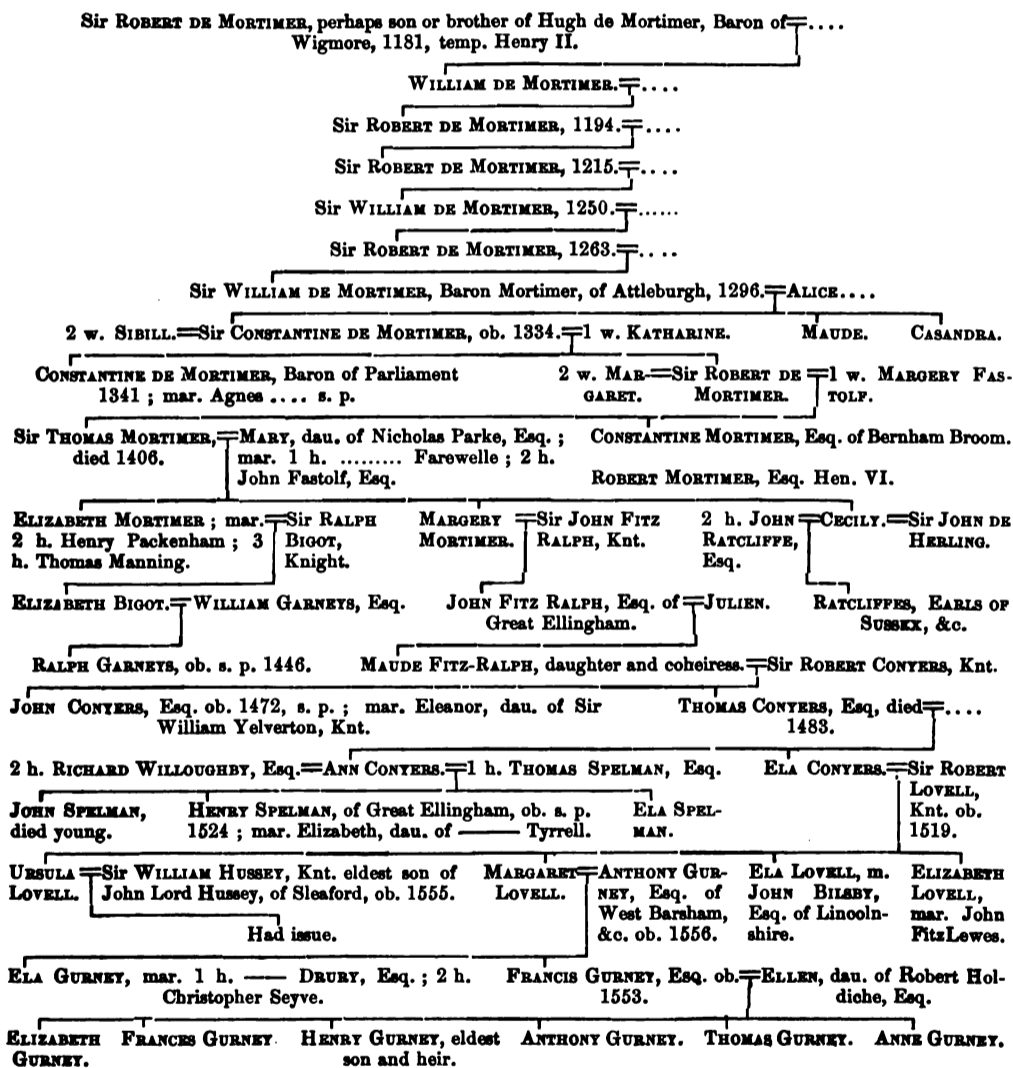 Sir ROBERT DE MORTIMER, perhaps son or brother of Hugh de Mortimer, Baron of ....
Wigmore, 1181, temp. Henry II.
WILLIAM DE MORTIMER. ....
Sir ROBERT DE MORTIMER, 1194. ....
Sir ROBERT DE MORTIMER, 1215. ....
Sir WILLIAM DE MORTIMER, 1250. ......
Sir ROBERT DE MORTIMER, 1263. ....
Sir WILLIAM DE MORTIMER, Baron Mortimer, of Attleburgh, 1296. ALICE....
2 w. SIBILL. Sir CONSTANTINE DE MORTIMER, ob. 1334. 1 w. KATHARINE. MAUDE. CASANDRA.
CONSTANTINE DE MORTIMER, Baron of Parliament
1341 ; mar. Agnes .... s. p.
2 w. MAR-
GARET.
Sir ROBERT DE
MORTIMER.
1 w. MARGERY FAS-
TOLF.
Sir THOMAS MORTIMER,
died 1406.
MARY, dau. of Nicholas Parke, Esq. ;
mar. 1 h. ......... Farewelle ; 2 h.
John Fastolf, Esq.
CONSTANTINE MORTIMER, Esq. of Bernham Broom.
ROBERT MORTIMER, Esq. Hen. VI.
ELIZABETH MORTIMER ; mar.
2 h. Henry Packenham ; 3
h. Thomas Manning.
Sir RALPH
BIGOT,
Knight.
MARGERY
MORTIMER.
Sir JOHN FITZ
RALPH, Knt.
2 h. JOHN
RATCLIFFE,
Esq.
CECILY.
Sir JOHN DE
HERLING.
ELIZABETH BIGOT. WILLIAM GARNEYS, Esq.
JOHN FITZ RALPH, Esq. of
Great Ellingham.
JULIEN.
RATCLIFFES, EARLS OF
SUSSEX, &c.
RALPH GARNEYS, ob. s. p. 1446.
MAUDE FITZ-RALPH, daughter and coheiress. Sir ROBERT CONYERS, Knt.
JOHN CONYERS, Esq. ob. 1472, s. p. ; mar. Eleanor, dau. of Sir
William Yelverton, Knt.
THOMAS CONYERS, Esq, died ....
1483.
2 h. RICHARD WILLOUGHBY, Esq. ANN CONYERS. 1 h. THOMAS SPELMAN, Esq.
ELA CONYERS.
Sir ROBERT
LOVELL,
Knt. ob.
1519.
JOHN SPELMAN,
died young.
HENRY SPELMAN, of Great Ellingham, ob. s. p.
1524 ; mar. Elizabeth, dau. of —— Tyrrell.
ELA SPEL-
MAN.
URSULA
LOVELL.
Sir WILLIAM HUSSEY, Knt. eldest son of
John Lord Hussey, of Sleaford, ob. 1555.
MARGARET
LOVELL.
ANTHONY GUR-
NEY, Esq. of
West Barsham,
&c. ob. 1556.
ELA LOVELL, m.
JOHN BILSBY,
Esq. of Lincoln-
shire.
ELIZABETH
LOVELL,
mar. John
FitzLewes.
Had issue.
ELA GURNEY, mar. 1 h. —— DRURY, Esq. ; 2 h.
Christopher Seyve.
FRANCIS GURNEY, Esq. ob.
1553.
ELLEN, dau. of Robert Hol-
diche, Esq.
ELIZABETH
GURNEY.
FRANCES GURNEY
HENRY GURNEY, eldest
son and heir.
ANTHONY GURNEY.
THOMAS GURNEY.
ANNE GURNEY.